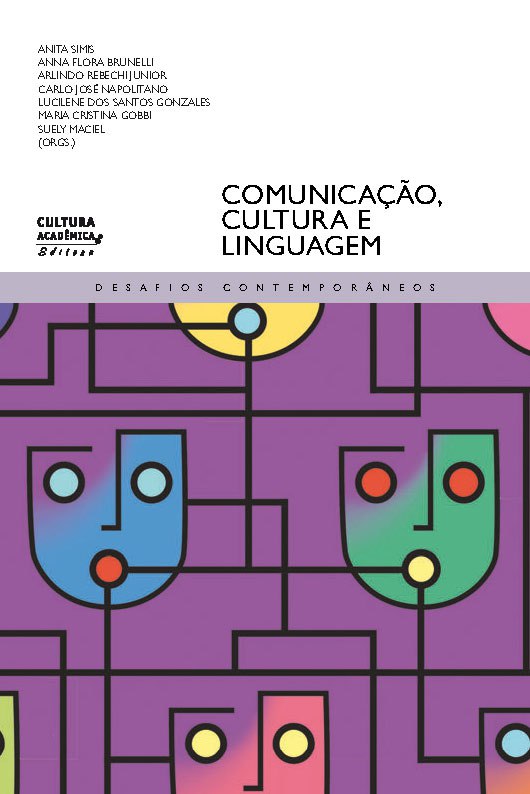 ANITA SIMIS
ANNA FLORA BRUNELLI
ARLINDO REBECHI JUNIOR
CARLO JOSÉ NAPOLITANO
LUCILENE DOS SANTOS GONZALES
MARIA CRISTINA GOBBI
SUELY MACIEL
(ORGS.)
COMUNICAÇÃO,
CULTURA E
LINGUAGEM
CULTURA
ACADÊMICA
Editora
DESAFIOS CONTEMPORÂNEOS